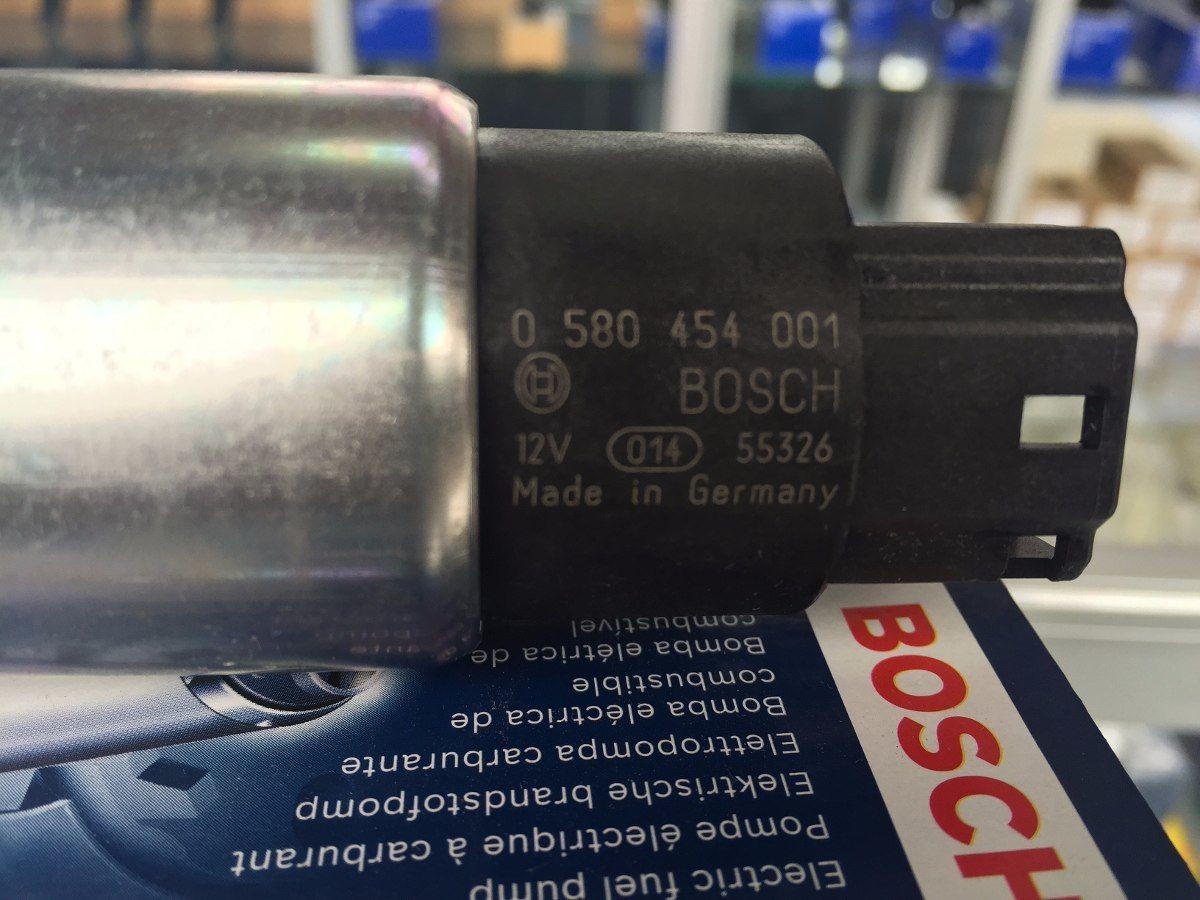 0 580 454 001
BOSCH
12V 014 55326
Made in Germany
BOSCH
Electric fuel pump
Pompe électrique à carburant
Elektrische brandstofpomp
Elettropompa carburante
Bomba eléctrica de
combustible
Bomba elétrica de
combustível